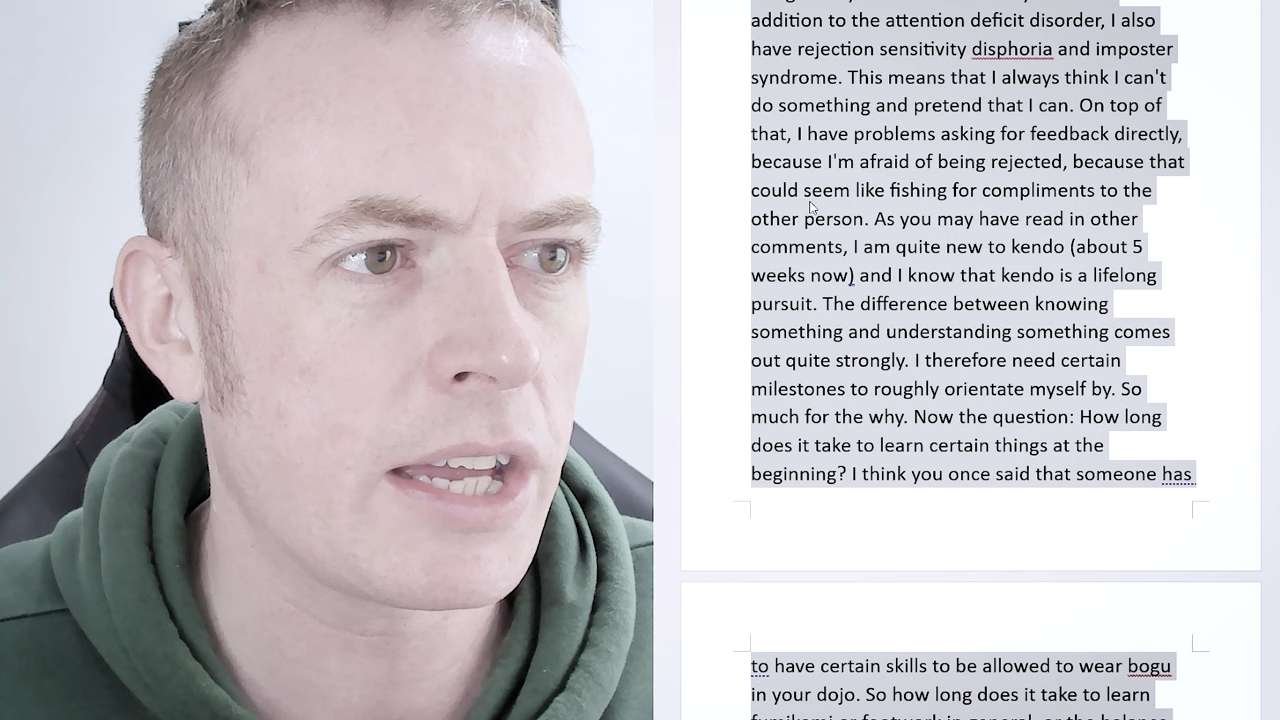 addition to the attention deficit disorder, I also
have rejection sensitivity disphoria and imposter
syndrome. This means that I always think I can't
do something and pretend that I can. On top of
that, I have problems asking for feedback directly,
because I'm afraid of being rejected, because that
could seem like fishing for compliments to the
other person. As you may have read in other
comments, I am quite new to kendo (about 5
weeks now) and I know that kendo is a lifelong
pursuit. The difference between knowing
something and understanding something comes
out quite strongly. I therefore need certain
milestones to roughly orientate myself by. So
much for the why. Now the question: How long
does it take to learn certain things at the
beginning? I think you once said that someone has
to have certain skills to be allowed to wear bogu
in your dojo. So how long does it take to learn